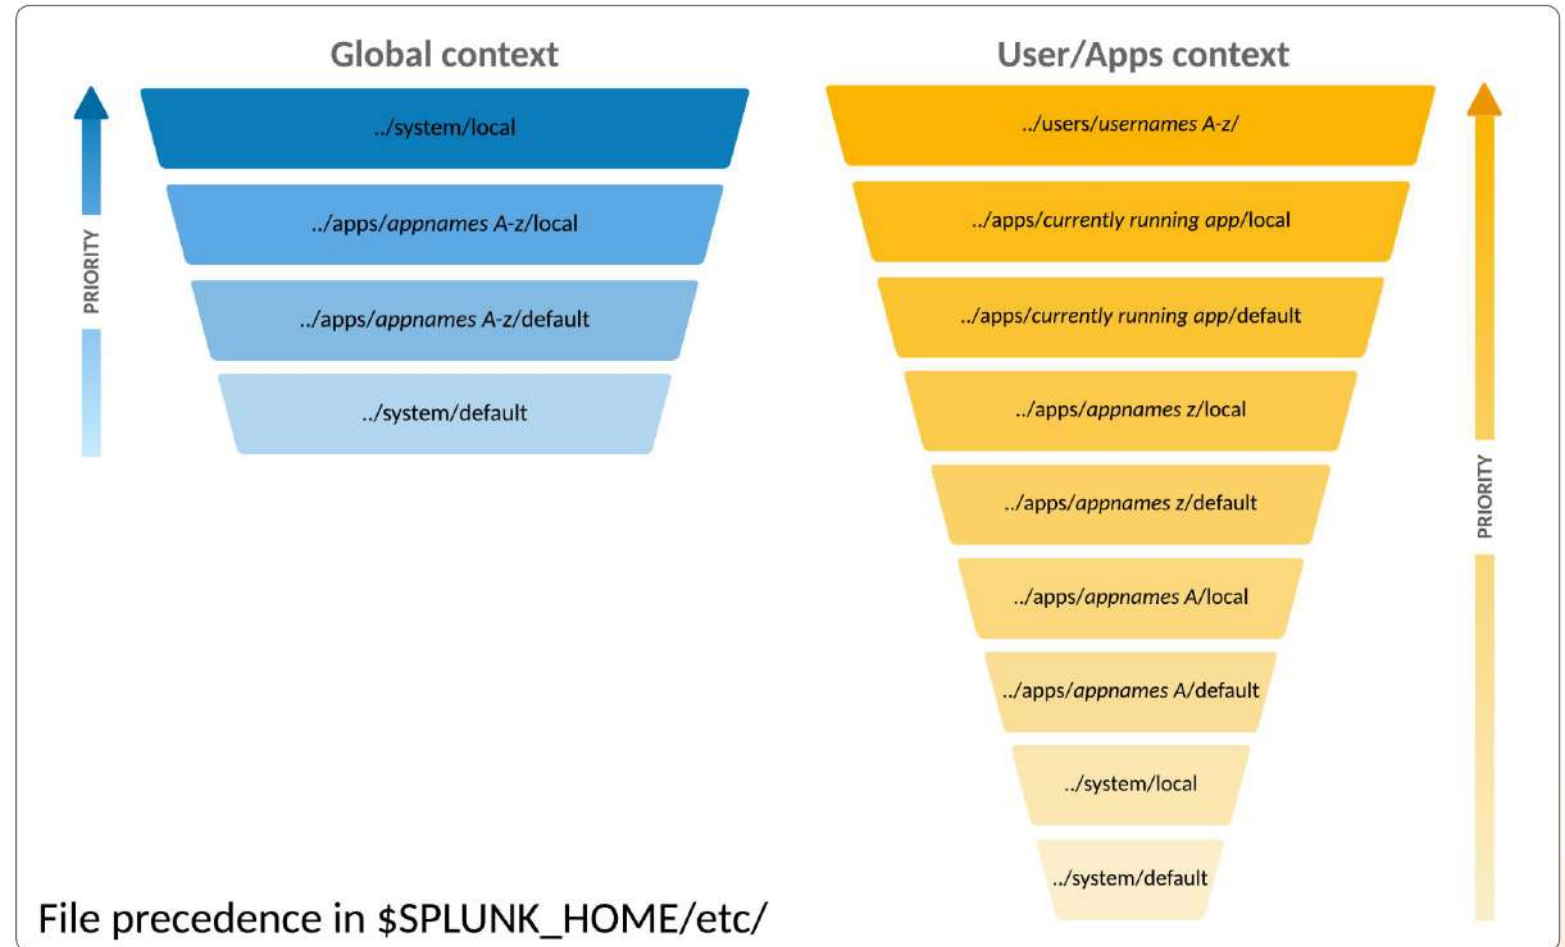 Global context
PRIORITY
../system/local
../apps/appnames A-z/local
../apps/appnames A-z/default
../system/default
User/Apps context
../users/usernames A-z/
../apps/currently running app/local
../apps/currently running app/default
../apps/appnames z/local
../apps/appnames z/default
../apps/appnames A/local
../apps/appnames A/default
../system/local
../system/default
PRIORITY
File precedence in $SPLUNK_HOME/etc/